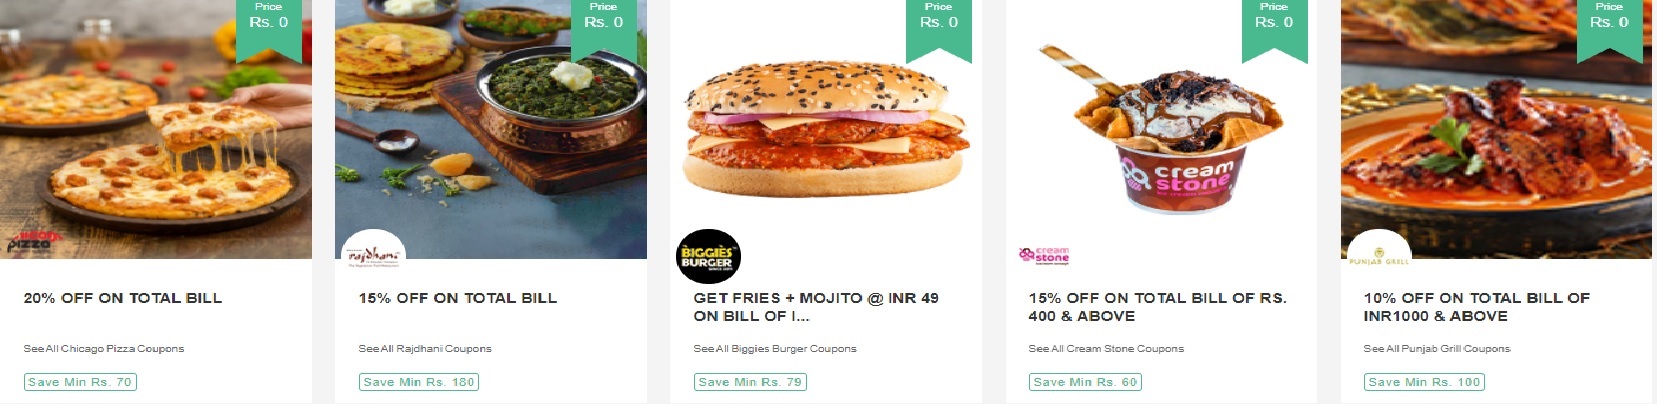 Price
Rs. 0
pizza
20% OFF ON TOTAL BILL
See All Chicago Pizza Coupons
Save Min Rs. 70
Price
Rs. 0
rajdhani
15% OFF ON TOTAL BILL
See All Rajdhani Coupons
Save Min Rs. 180
Price
Rs. 0
BIGGIES
BURGER
GET FRIES + MOJITO @ INR 49
ON BILL OF I...
See All Biggies Burger Coupons
Save Min Rs. 79
Price
Rs. 0
cream
stone
cream
stone
15% OFF ON TOTAL BILL OF RS.
400 & ABOVE
See All Cream Stone Coupons
Save Min Rs. 60
Price
Rs. 0
PUNJAB GRILL
10% OFF ON TOTAL BILL OF
INR1000 & ABOVE
See All Punjab Grill Coupons
Save Min Rs. 100